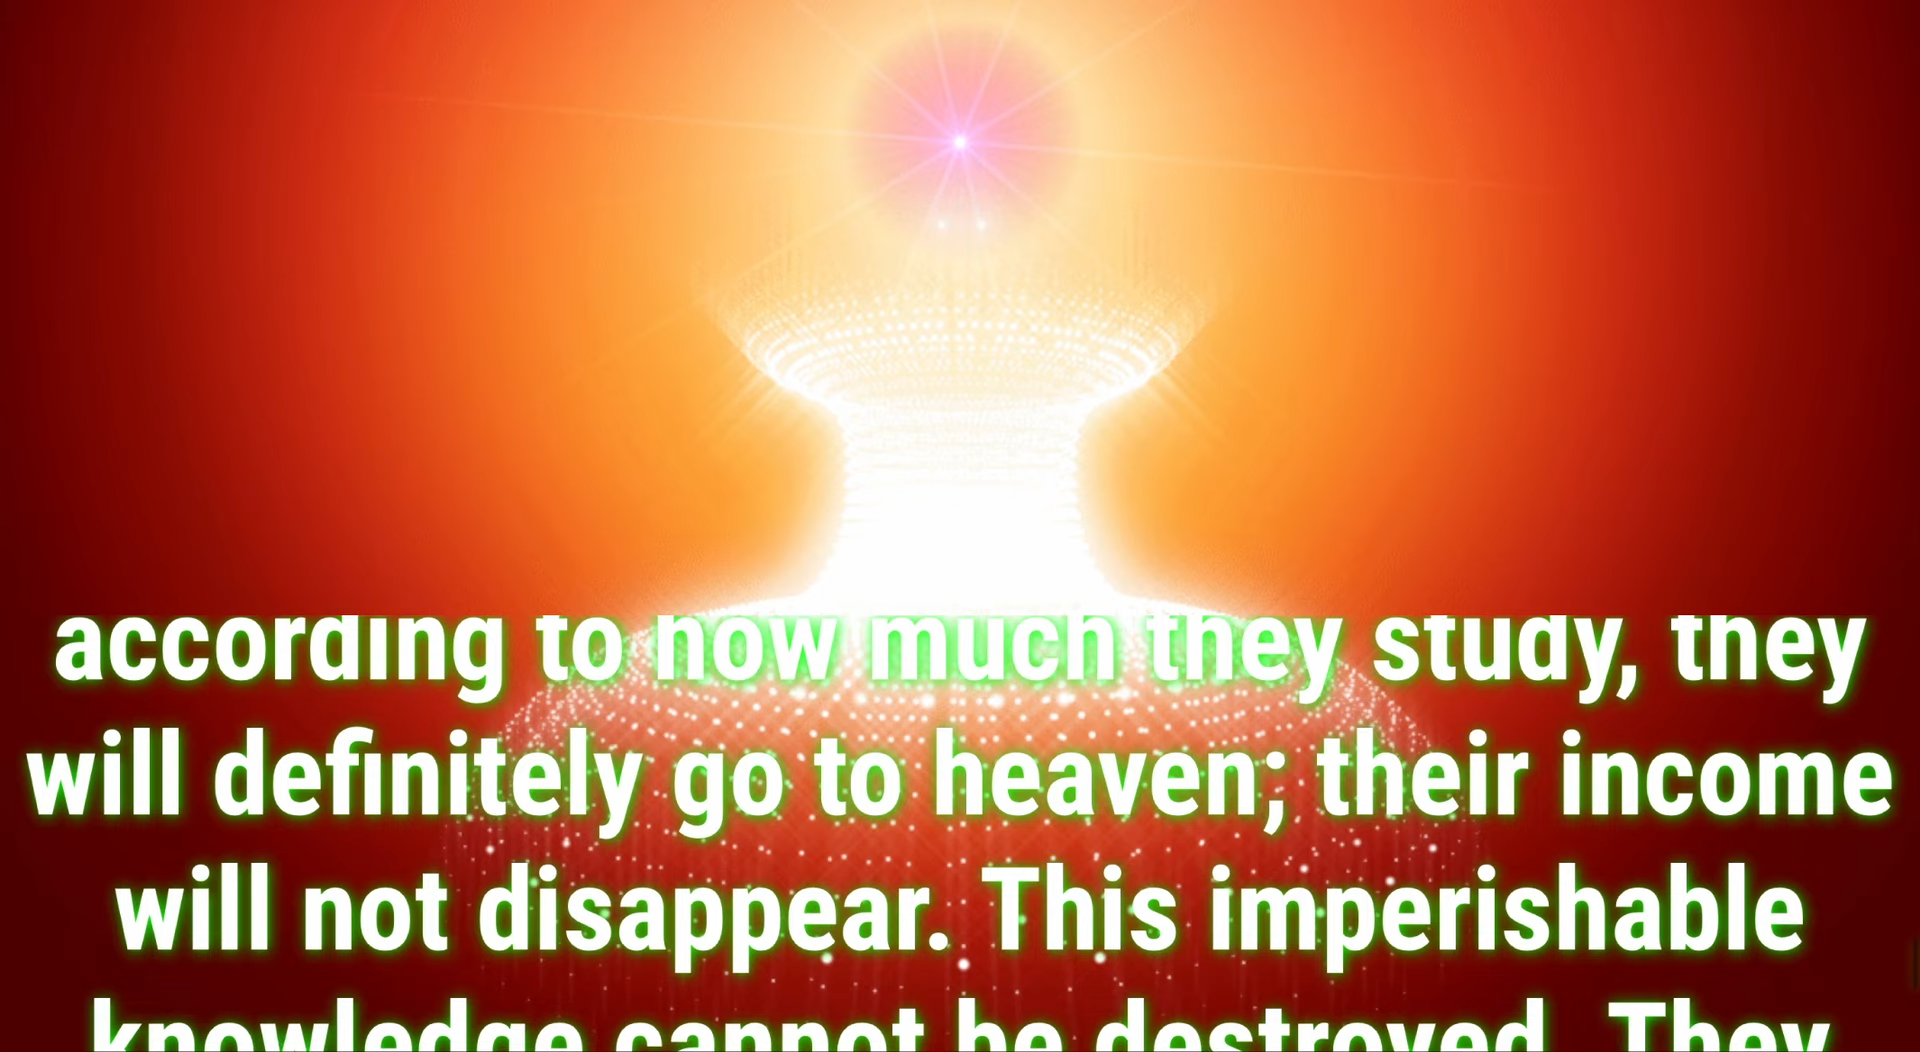 according to how much they study, they
will definitely go to heaven; their income
will not disappear. This imperishable
knowledge cannot be destroyed. They